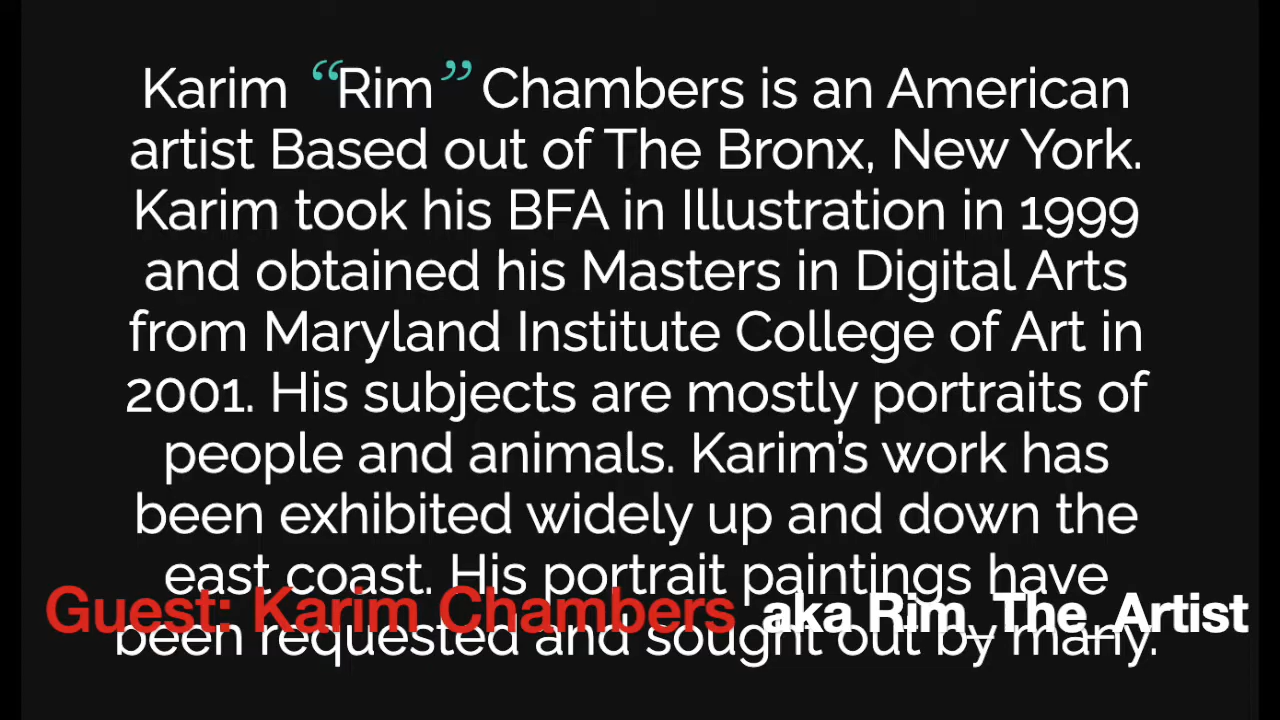 Karim “Rim” Chambers is an American
artist Based out of The Bronx, New York.
Karim took his BFA in Illustration in 1999
and obtained his Masters in Digital Arts
from Maryland Institute College of Art in
2001. His subjects are mostly portraits of
people and animals. Karim’s work has
been exhibited widely up and down the
east coast. His portrait paintings have
Guest: Karim Chambers aka Rim_The_Artist
been requested and sought out by many.